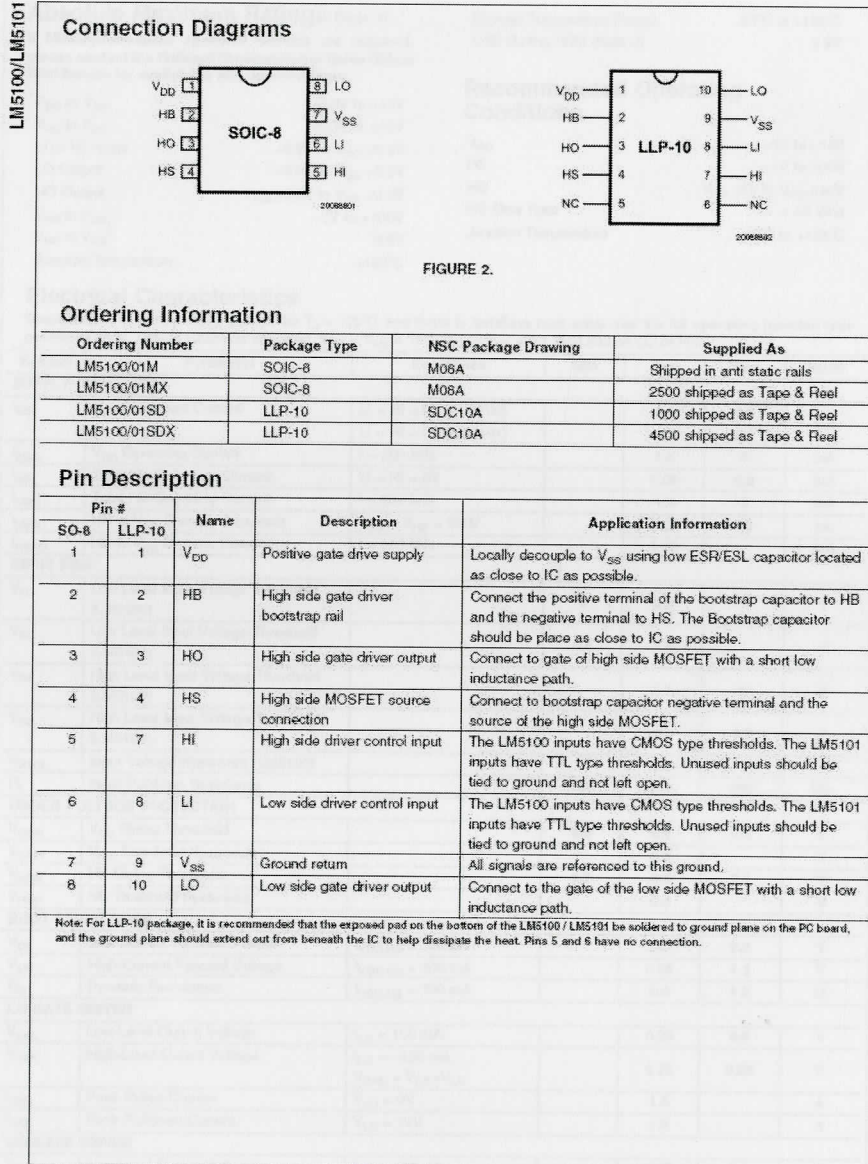 LM5100/LM5101
Connection Diagrams
VDD 1
HB 2
HO 3
HS 4
SOIC-8
8 LO
7 VSS
6 LI
5 HI
20088801
VDD 1
HB 2
HO 3
HS 4
NC 5
LLP-10
10 LO
9 VSS
8 LI
7 HI
6 NC
20088802
FIGURE 2.
Ordering Information
Ordering Number Package Type NSC Package Drawing Supplied As
LM5100/01M SOIC-8 M08A Shipped in anti static rails
LM5100/01MX SOIC-8 M08A 2500 shipped as Tape & Reel
LM5100/01SD LLP-10 SDC10A 1000 shipped as Tape & Reel
LM5100/01SDX LLP-10 SDC10A 4500 shipped as Tape & Reel
Pin Description
Pin # Name Description Application Information
SO-8 LLP-10
1 1 VDD Positive gate drive supply Locally decouple to VSS using low ESR/ESL capacitor located
as close to IC as possible.
2 2 HB High side gate driver Connect the positive terminal of the bootstrap capacitor to HB
bootstrap rail and the negative terminal to HS. The Bootstrap capacitor
should be place as close to IC as possible.
3 3 HO High side gate driver output Connect to gate of high side MOSFET with a short low
inductance path.
4 4 HS High side MOSFET source Connect to bootstrap capacitor negative terminal and the
connection source of the high side MOSFET.
5 7 HI High side driver control input The LM5100 inputs have CMOS type thresholds. The LM5101
inputs have TTL type thresholds. Unused inputs should be
tied to ground and not left open.
6 8 LI Low side driver control input The LM5100 inputs have CMOS type thresholds. The LM5101
inputs have TTL type thresholds. Unused inputs should be
tied to ground and not left open.
7 9 VSS Ground return All signals are referenced to this ground.
8 10 LO Low side gate driver output Connect to the gate of the low side MOSFET with a short low
inductance path.
Note: For LLP-10 package, it is recommended that the exposed pad on the bottom of the LM5100 / LM5101 be soldered to ground plane on the PC board,
and the ground plane should extend out from beneath the IC to help dissipate the heat. Pins 5 and 6 have no connection.